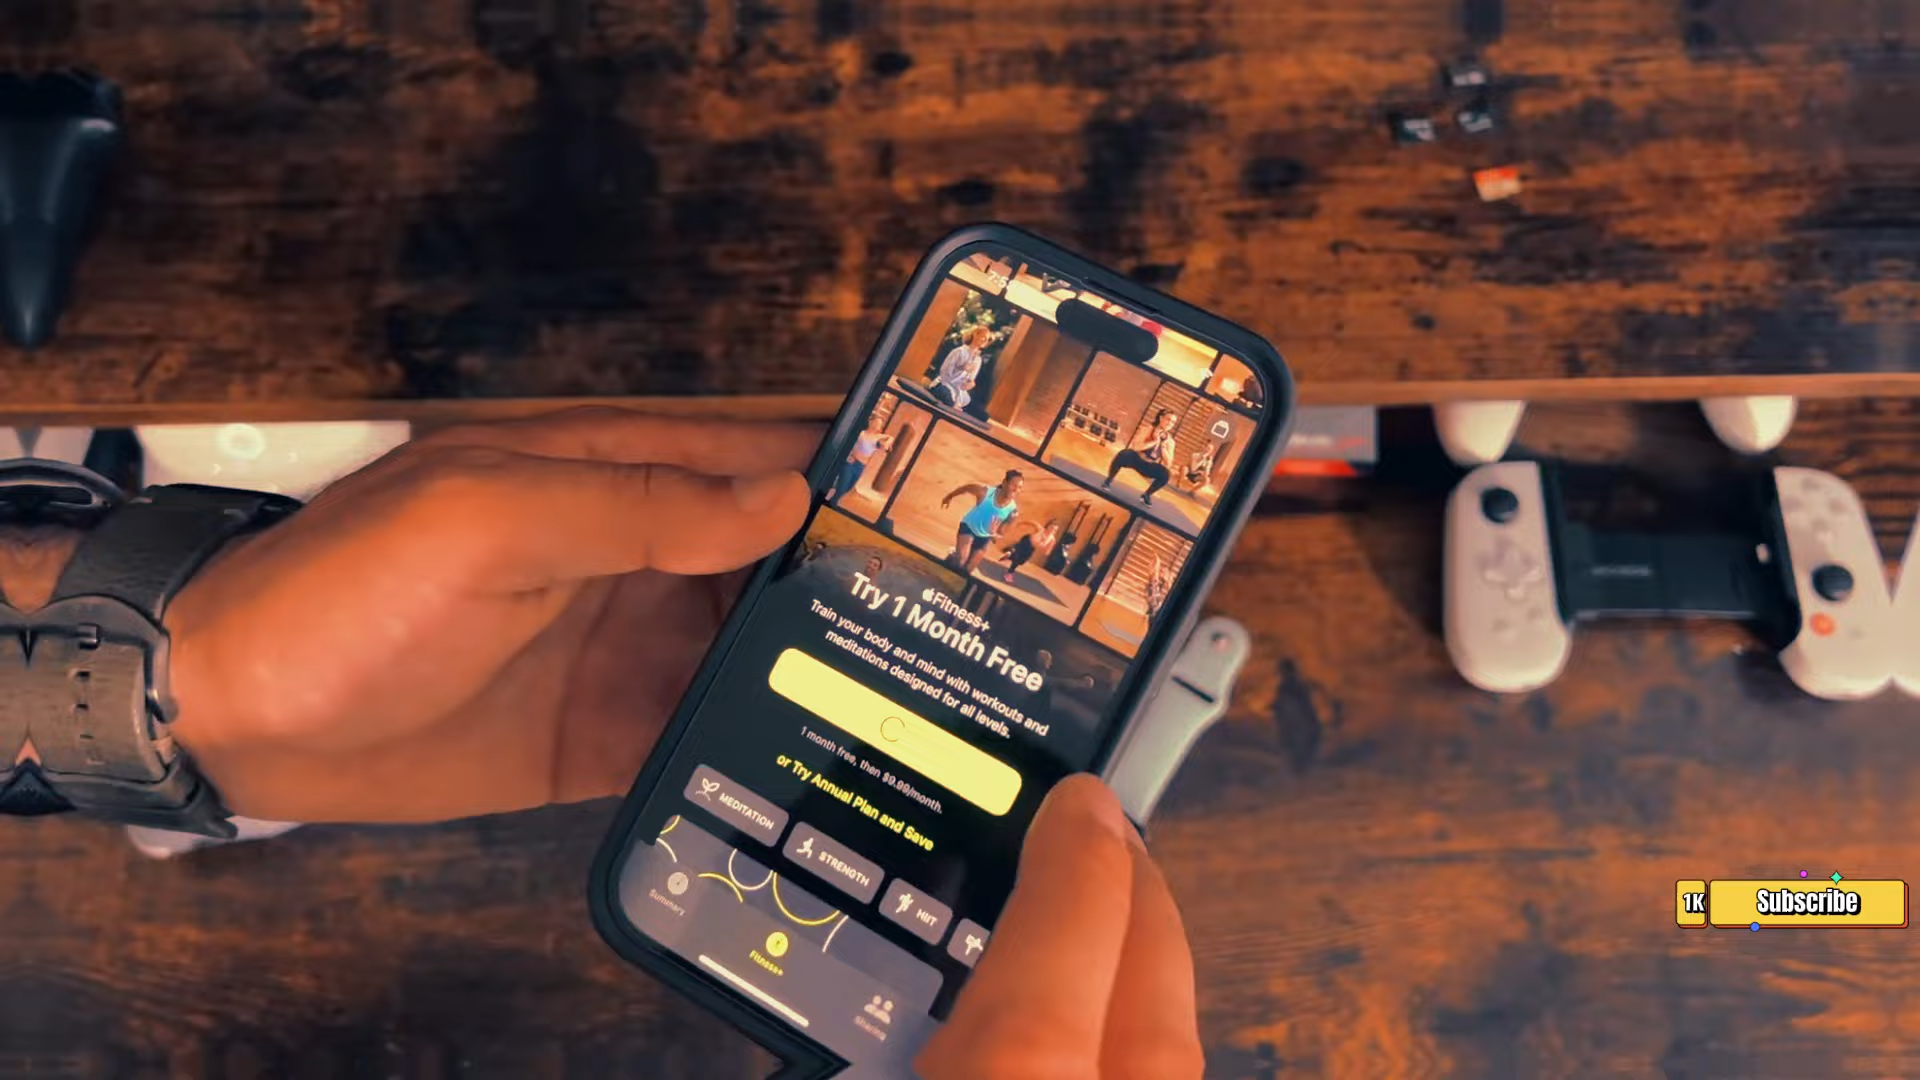 Fitness+
Try 1 Month Free
Train your body and mind with workouts and
meditations designed for all levels.
1 month free, then $9.99/month.
or Try Annual Plan and Save
MEDITATION
STRENGTH
HIIT
Summary
Fitness+
Sharing
1K
Subscribe